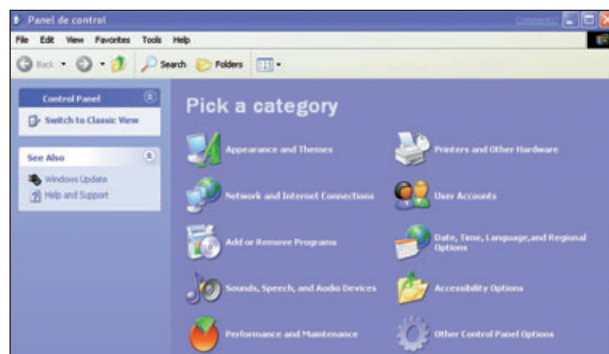 Panel de control
Comments?
File Edit View Favorites Tools Help
Back Search Folders
Control Panel
Switch to Classic View
See Also
Windows Update
Help and Support
Pick a category
Appearance and Themes
Printers and Other Hardware
Network and Internet Connections
User Accounts
Add or Remove Programs
Date, Time, Language,and Regional
Options
Sounds, Speech, and Audio Devices
Accessibility Options
Performance and Maintenance
Other Control Panel Options